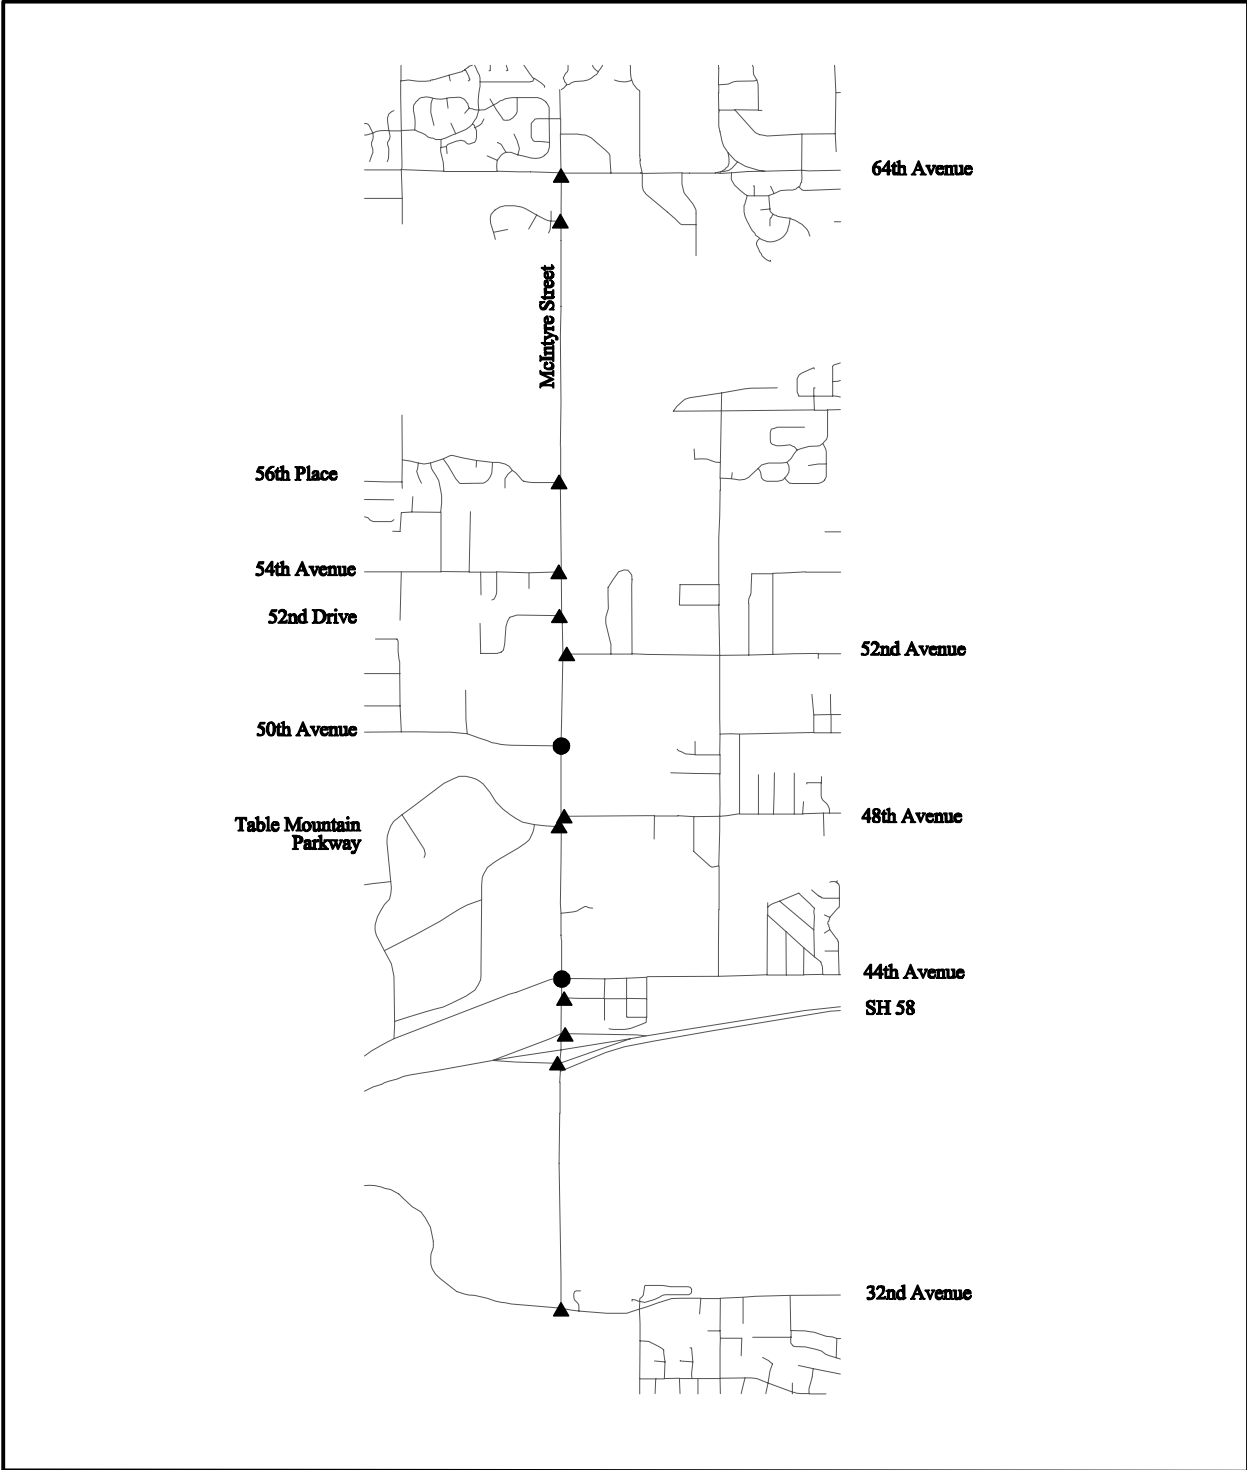 64th Avenue
McIntyre Street
56th Place
54th Avenue
52nd Drive
52nd Avenue
50th Avenue
48th Avenue
Table Mountain
Parkway
44th Avenue
SH 58
32nd Avenue